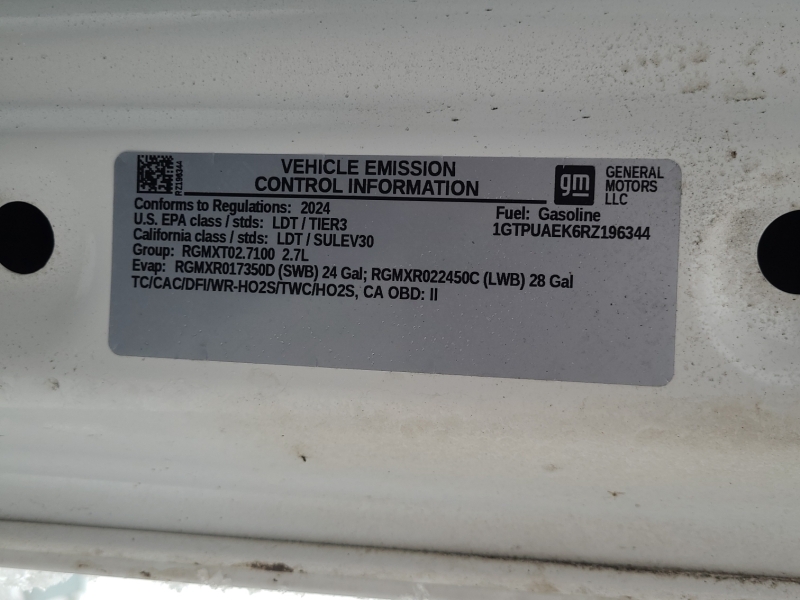 RZ196344
VEHICLE EMISSION
CONTROL INFORMATION
gm
GENERAL
MOTORS
LLC
Conforms to Regulations: 2024
U.S. EPA class / stds: LDT / TIER3
California class / stds: LDT / SULEV30
Group: RGMXT02.7100 2.7L
Evap: RGMXR017350D (SWB) 24 Gal; RGMXR022450C (LWB) 28 Gal
TC/CAC/DFI/WR-HO2S/TWC/HO2S, CA OBD: II
Fuel: Gasoline
1GTPUAEK6RZ196344